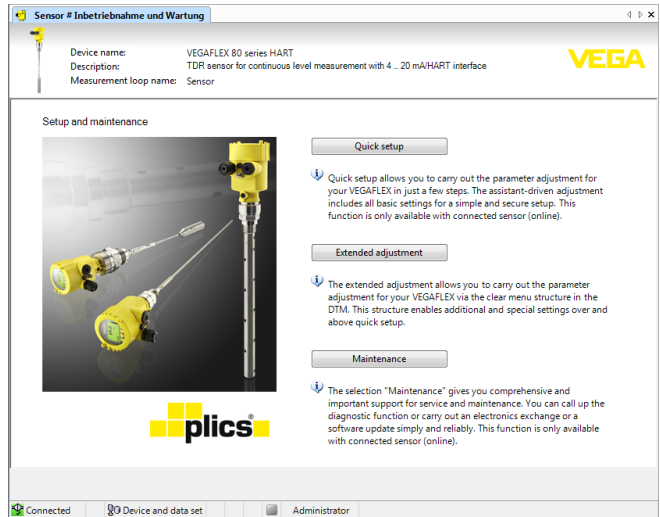 Sensor # Inbetriebnahme und Wartung
Device name: VEGAFLEX 80 series HART
Description: TDR sensor for continuous level measurement with 4 ... 20 mA/HART interface
Measurement loop name: Sensor
VEGA
Setup and maintenance
Quick setup
Quick setup allows you to carry out the parameter adjustment for
your VEGAFLEX in just a few steps. The assistant-driven adjustment
includes all basic settings for a simple and secure setup. This
function is only available with connected sensor (online).
Extended adjustment
The extended adjustment allows you to carry out the parameter
adjustment for your VEGAFLEX via the clear menu structure in the
DTM. This structure enables additional and special settings over and
above quick setup.
Maintenance
The selection "Maintenance" gives you comprehensive and
important support for service and maintenance. You can call up the
diagnostic function or carry out an electronics exchange or a
software update simply and reliably. This function is only available
with connected sensor (online).
plics®
Connected Device and data set Administrator